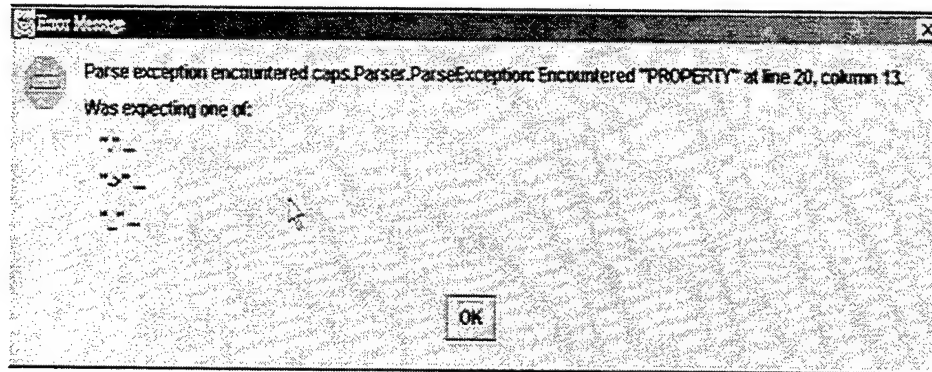 Error Message
Parse exception encountered caps.Parser.ParseException: Encountered "PROPERTY" at line 20, column 13.
Was expecting one of:
">"_
OK